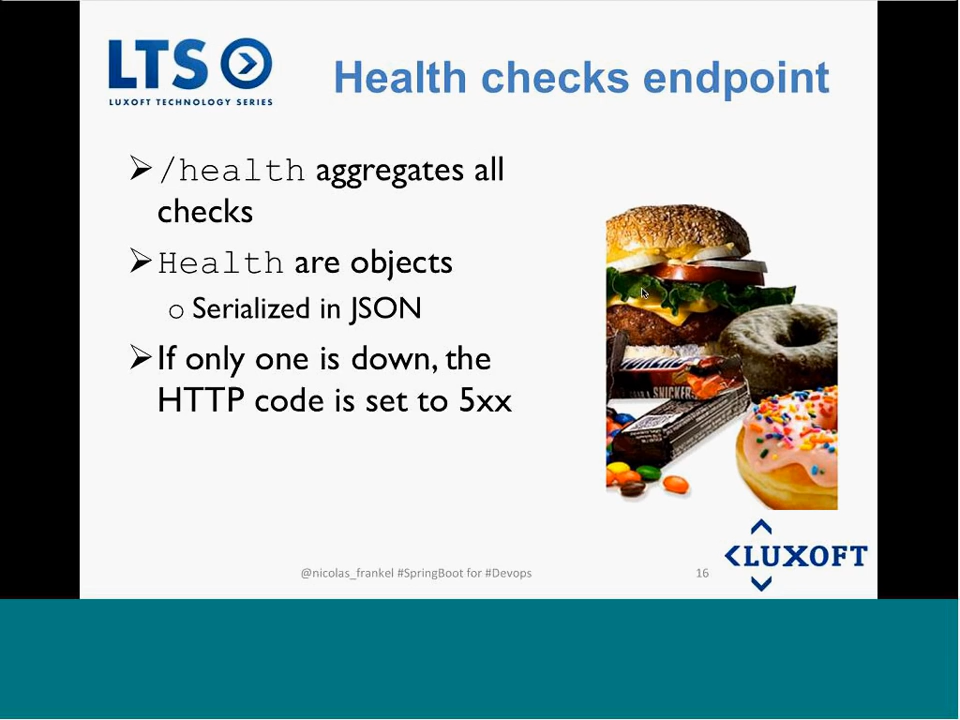 LTS
LUXOFT TECHNOLOGY SERIES
Health checks endpoint
/health aggregates all
checks
Health are objects
o Serialized in JSON
If only one is down, the
HTTP code is set to 5xx
SNICKERS
@nicolas_frankel #SpringBoot for #Devops
16
LUXOFT